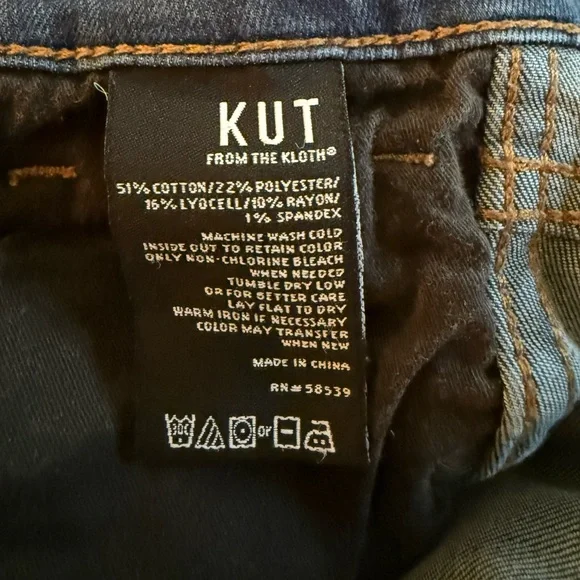 KUT
FROM THE KLOTH®
51% COTTON/22% POLYESTER/
16% LYOCELL/10% RAYON/
1% SPANDEX
MACHINE WASH COLD
INSIDE OUT TO RETAIN COLOR
ONLY NON-CHLORINE BLEACH
WHEN NEEDED
TUMBLE DRY LOW
OR FOR BETTER CARE
LAY FLAT TO DRY
WARM IRON IF NECESSARY
COLOR MAY TRANSFER
WHEN NEW
MADE IN CHINA
RN# 58539
30C or